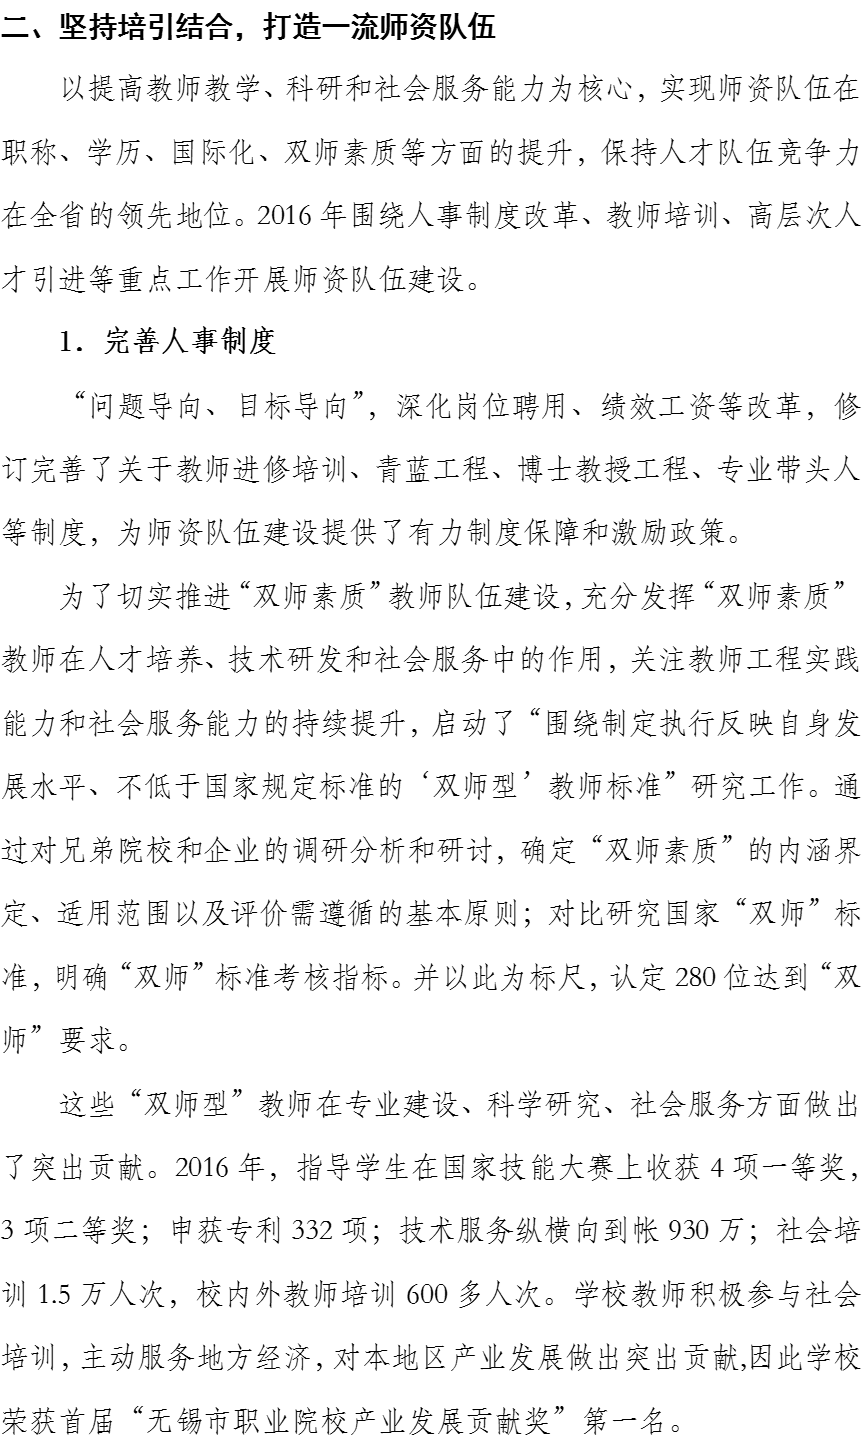 二、坚持培引结合，打造一流师资队伍
以提高教师教学、科研和社会服务能力为核心，实现师资队伍在
职称、学历、国际化、双师素质等方面的提升，保持人才队伍竞争力
在全省的领先地位。2016 年围绕人事制度改革、教师培训、高层次人
才引进等重点工作开展师资队伍建设。
1．完善人事制度
“问题导向、目标导向”，深化岗位聘用、绩效工资等改革，修
订完善了关于教师进修培训、青蓝工程、博士教授工程、专业带头人
等制度，为师资队伍建设提供了有力制度保障和激励政策。
为了切实推进“双师素质”教师队伍建设，充分发挥“双师素质”
教师在人才培养、技术研发和社会服务中的作用，关注教师工程实践
能力和社会服务能力的持续提升，启动了“围绕制定执行反映自身发
展水平、不低于国家规定标准的‘双师型’教师标准”研究工作。通
过对兄弟院校和企业的调研分析和研讨，确定“双师素质”的内涵界
定、适用范围以及评价需遵循的基本原则；对比研究国家“双师”标
准，明确“双师”标准考核指标。并以此为标尺，认定 280 位达到“双
师”要求。
这些“双师型”教师在专业建设、科学研究、社会服务方面做出
了突出贡献。2016 年，指导学生在国家技能大赛上收获 4 项一等奖，
3 项二等奖；申获专利 332 项；技术服务纵横向到帐 930 万；社会培
训 1.5 万人次，校内外教师培训 600 多人次。学校教师积极参与社会
培训，主动服务地方经济，对本地区产业发展做出突出贡献,因此学校
荣获首届“无锡市职业院校产业发展贡献奖”第一名。